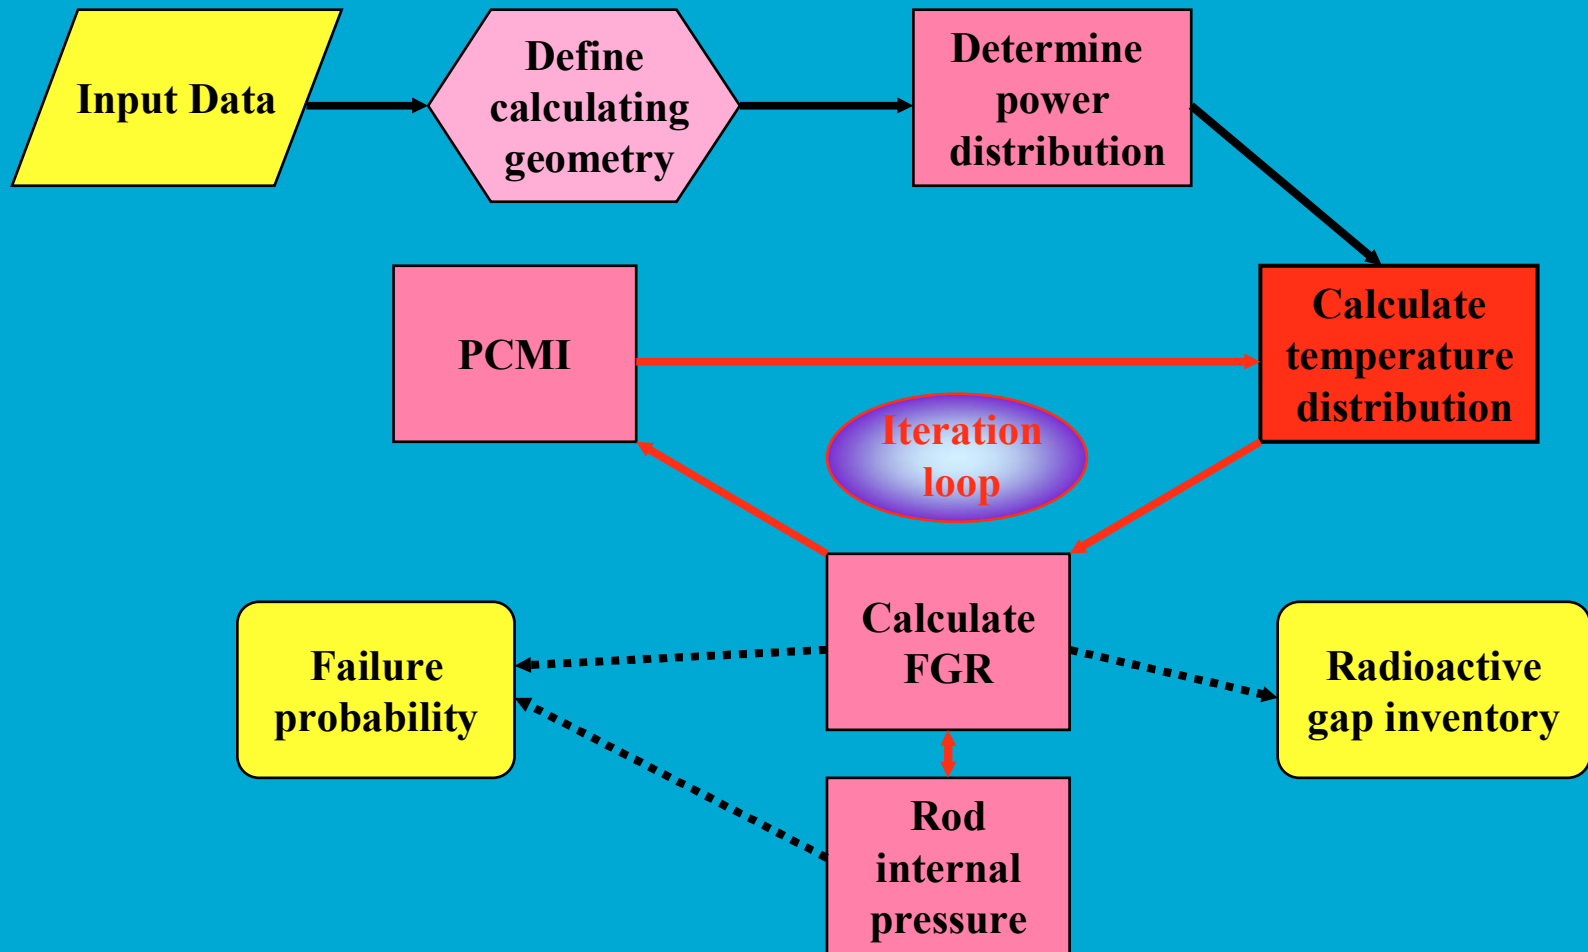 Input Data
Define
calculating
geometry
Determine
power
distribution
PCMI
Calculate
temperature
distribution
Iteration
loop
Calculate
FGR
Failure
probability
Radioactive
gap inventory
Rod
internal
pressure